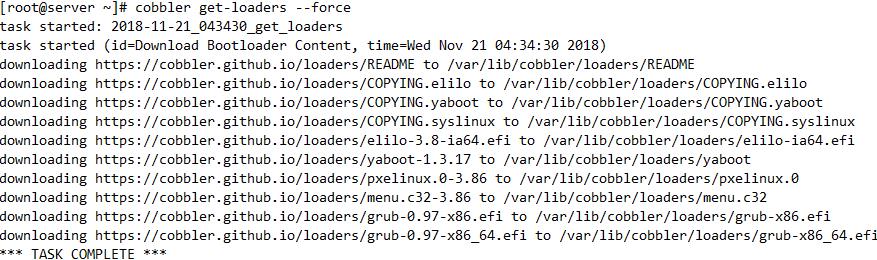 [root@server ~]# cobbler get-loaders --force
task started: 2018-11-21_043430_get_loaders
task started (id=Download Bootloader Content, time=Wed Nov 21 04:34:30 2018)
downloading https://cobbler.github.io/loaders/README to /var/lib/cobbler/loaders/README
downloading https://cobbler.github.io/loaders/COPYING.elilo to /var/lib/cobbler/loaders/COPYING.elilo
downloading https://cobbler.github.io/loaders/COPYING.yaboot to /var/lib/cobbler/loaders/COPYING.yaboot
downloading https://cobbler.github.io/loaders/COPYING.syslinux to /var/lib/cobbler/loaders/COPYING.syslinux
downloading https://cobbler.github.io/loaders/elilo-3.8-ia64.efi to /var/lib/cobbler/loaders/elilo-ia64.efi
downloading https://cobbler.github.io/loaders/yaboot-1.3.17 to /var/lib/cobbler/loaders/yaboot
downloading https://cobbler.github.io/loaders/pxelinux.0-3.86 to /var/lib/cobbler/loaders/pxelinux.0
downloading https://cobbler.github.io/loaders/menu.c32-3.86 to /var/lib/cobbler/loaders/menu.c32
downloading https://cobbler.github.io/loaders/grub-0.97-x86.efi to /var/lib/cobbler/loaders/grub-x86.efi
downloading https://cobbler.github.io/loaders/grub-0.97-x86_64.efi to /var/lib/cobbler/loaders/grub-x86_64.efi
*** TASK COMPLETE ***